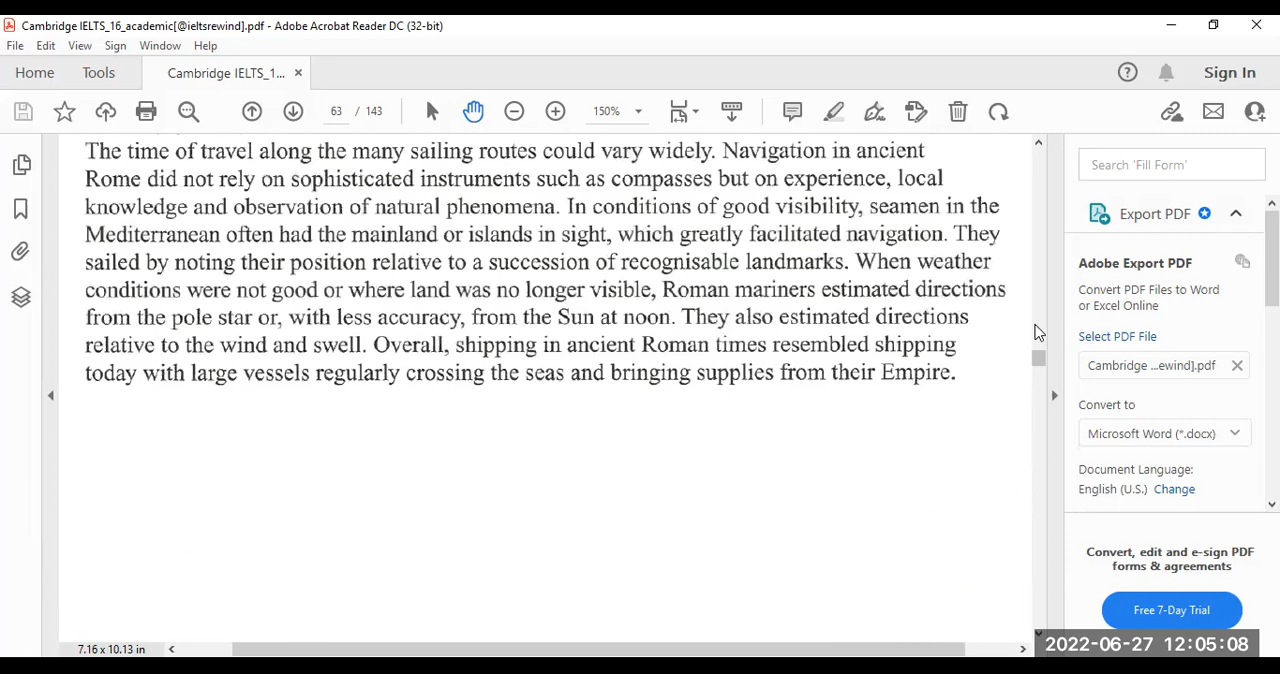 Cambridge IELTS_16_academic[@ieltsrewind].pdf - Adobe Acrobat Reader DC (32-bit)
File Edit View Sign Window Help
Home Tools Cambridge IELTS_1... × Sign In
63 / 143 150%
The time of travel along the many sailing routes could vary widely. Navigation in ancient
Rome did not rely on sophisticated instruments such as compasses but on experience, local
knowledge and observation of natural phenomena. In conditions of good visibility, seamen in the
Mediterranean often had the mainland or islands in sight, which greatly facilitated navigation. They
sailed by noting their position relative to a succession of recognisable landmarks. When weather
conditions were not good or where land was no longer visible, Roman mariners estimated directions
from the pole star or, with less accuracy, from the Sun at noon. They also estimated directions
relative to the wind and swell. Overall, shipping in ancient Roman times resembled shipping
today with large vessels regularly crossing the seas and bringing supplies from their Empire.
7.16 x 10.13 in
Search 'Fill Form'
Export PDF
Adobe Export PDF
Convert PDF Files to Word
or Excel Online
Select PDF File
Cambridge ...ewind].pdf
Convert to
Microsoft Word (*.docx)
Document Language:
English (U.S.) Change
Convert, edit and e-sign PDF
forms & agreements
Free 7-Day Trial
2022-06-27 12:05:08